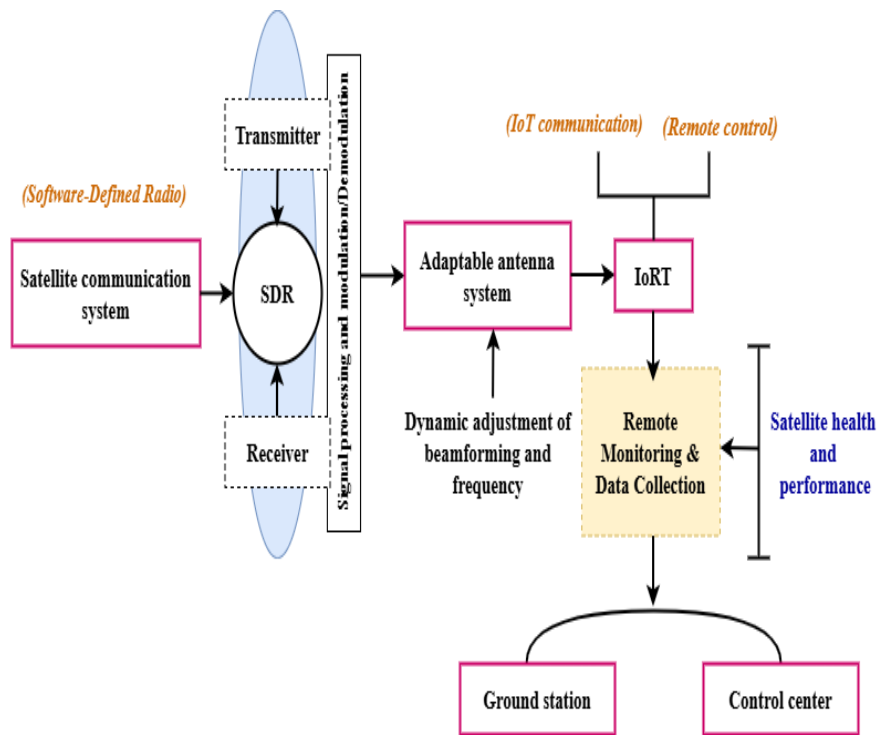 (Software-Defined Radio)
Satellite communication
system
Transmitter
SDR
Receiver
Signal processing and modulation/Demodulation
Adaptable antenna
system
Dynamic adjustment of
beamforming and
frequency
(IoT communication)
(Remote control)
IoRT
Remote
Monitoring &
Data Collection
Satellite health
and
performance
Ground station
Control center